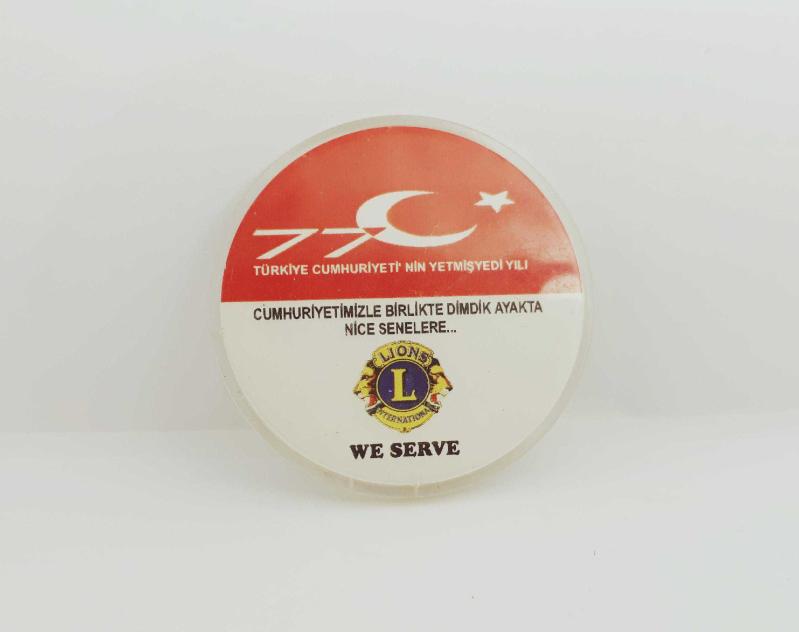 77
TÜRKİYE CUMHURİYETİ' NİN YETMİŞYEDİ YILI
CUMHURİYETİMİZLE BİRLİKTE DİMDİK AYAKTA
NİCE SENELERE...
LIONS
L
INTERNATIONAL
WE SERVE